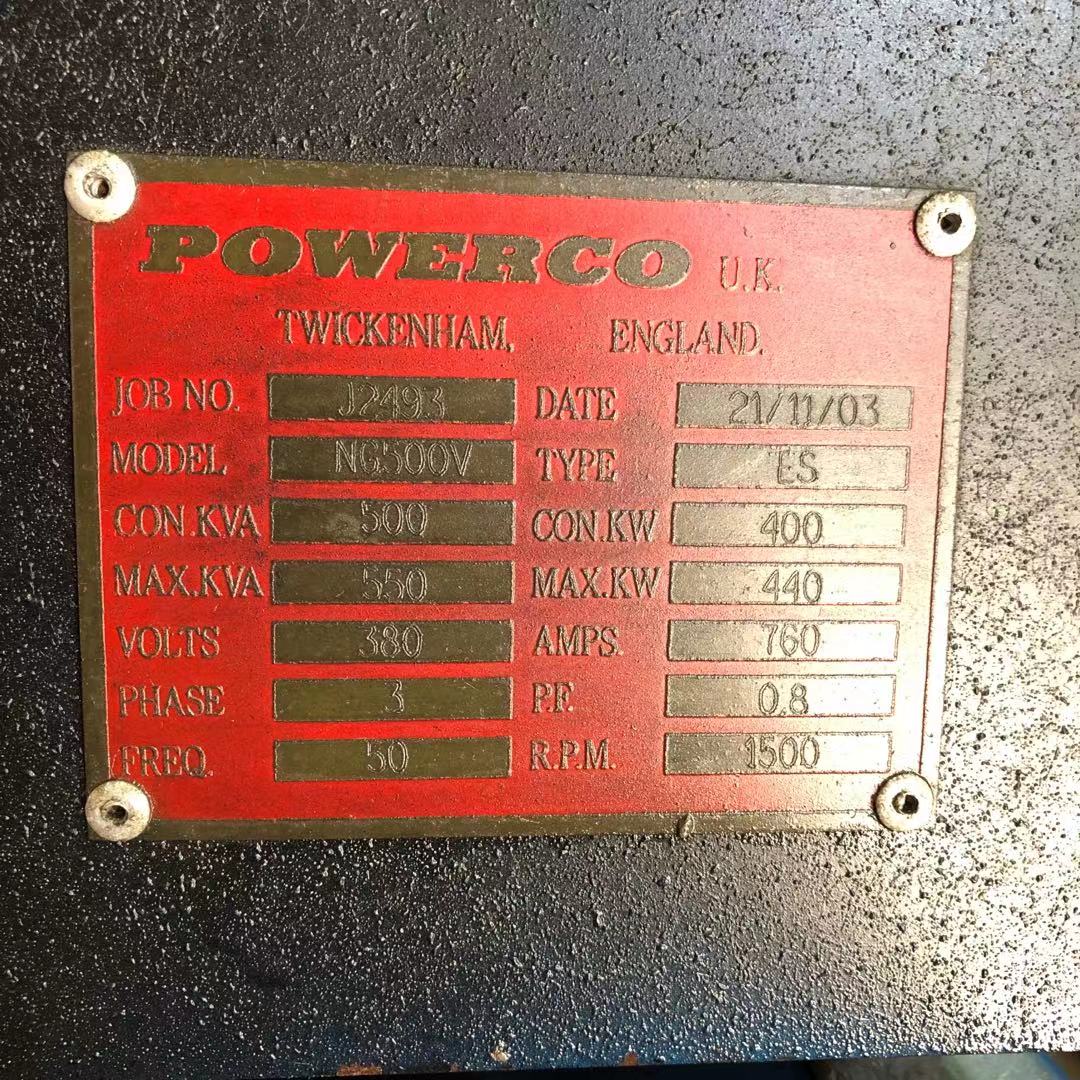 POWERCO U.K.
TWICKENHAM, ENGLAND.
JOB NO. J2493 DATE 21/11/03
MODEL NG500V TYPE ES
CON.KVA 500 CON.KW 400
MAX.KVA 550 MAX.KW 440
VOLTS 380 AMPS. 760
PHASE 3 P.F. 0.8
FREQ. 50 R.P.M. 1500